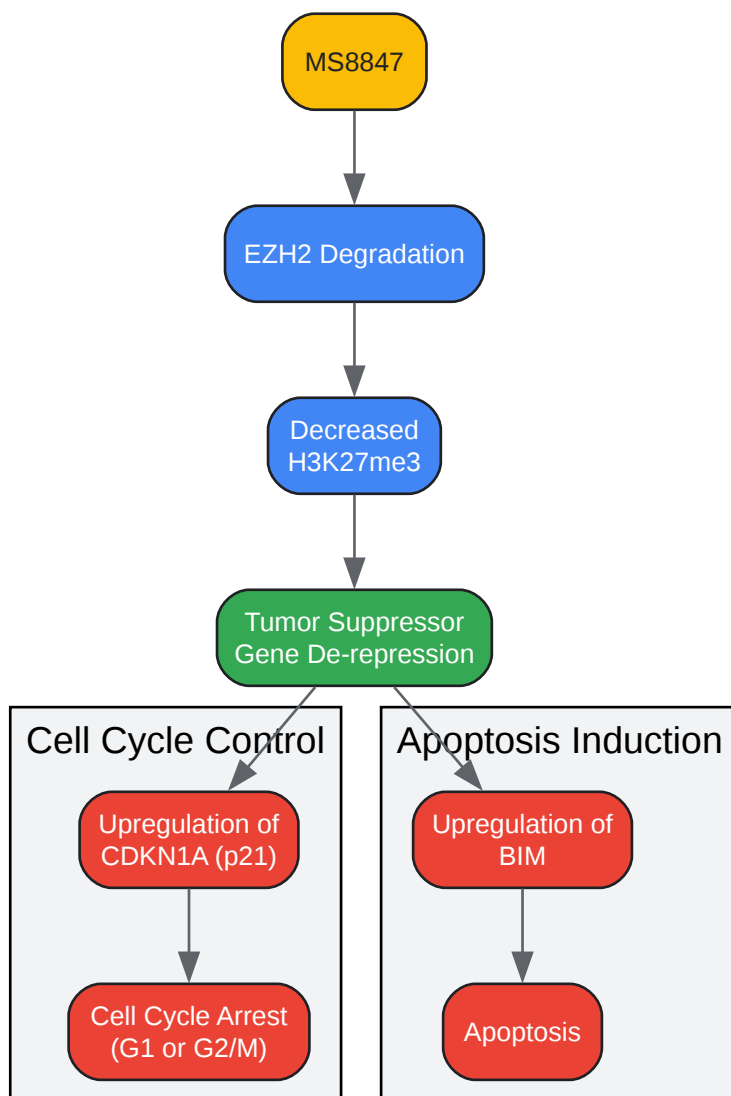 MS8847
EZH2 Degradation
Decreased
H3K27me3
Tumor Suppressor
Gene De-repression
Cell Cycle Control
Upregulation of
CDKN1A (p21)
Cell Cycle Arrest
(G1 or G2/M)
Apoptosis Induction
Upregulation of
BIM
Apoptosis